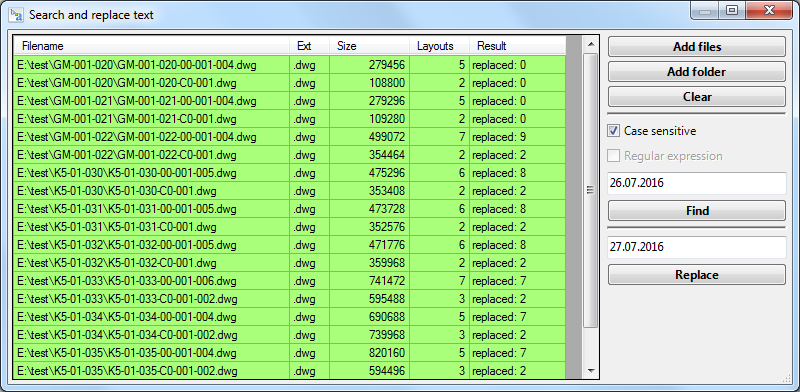 Search and replace text
Filename Ext Size Layouts Result
E:\test\GM-001-020\GM-001-020-00-001-004.dwg .dwg 279456 5 replaced: 0
E:\test\GM-001-020\GM-001-020-C0-001.dwg .dwg 108800 2 replaced: 0
E:\test\GM-001-021\GM-001-021-00-001-004.dwg .dwg 279296 5 replaced: 0
E:\test\GM-001-021\GM-001-021-C0-001.dwg .dwg 109280 2 replaced: 0
E:\test\GM-001-022\GM-001-022-00-001-004.dwg .dwg 499072 7 replaced: 9
E:\test\GM-001-022\GM-001-022-C0-001.dwg .dwg 354464 2 replaced: 2
E:\test\K5-01-030\K5-01-030-00-001-005.dwg .dwg 475296 6 replaced: 8
E:\test\K5-01-030\K5-01-030-C0-001.dwg .dwg 353408 2 replaced: 2
E:\test\K5-01-031\K5-01-031-00-001-005.dwg .dwg 473728 6 replaced: 8
E:\test\K5-01-031\K5-01-031-C0-001.dwg .dwg 352576 2 replaced: 2
E:\test\K5-01-032\K5-01-032-00-001-005.dwg .dwg 471776 6 replaced: 8
E:\test\K5-01-032\K5-01-032-C0-001.dwg .dwg 359968 2 replaced: 2
E:\test\K5-01-033\K5-01-033-00-001-006.dwg .dwg 741472 7 replaced: 7
E:\test\K5-01-033\K5-01-033-C0-001-002.dwg .dwg 595488 3 replaced: 2
E:\test\K5-01-034\K5-01-034-00-001-004.dwg .dwg 690688 5 replaced: 7
E:\test\K5-01-034\K5-01-034-C0-001-002.dwg .dwg 739968 3 replaced: 2
E:\test\K5-01-035\K5-01-035-00-001-004.dwg .dwg 820160 5 replaced: 7
E:\test\K5-01-035\K5-01-035-C0-001-002.dwg .dwg 594496 3 replaced: 2
Add files
Add folder
Clear
Case sensitive
Regular expression
26.07.2016
Find
27.07.2016
Replace